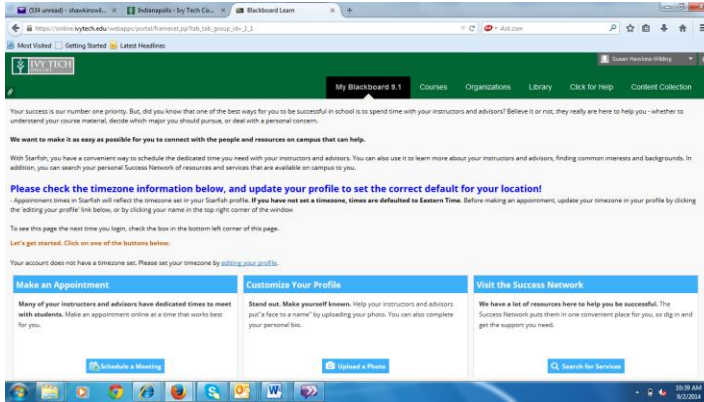 (534 unread) - shawkinswil...
Indianapolis - Ivy Tech Co...
Blackboard Learn
https://online.ivytech.edu/webapps/portal/frameset.jsp?tab_tab_group_id=_1_1
Ask.com
Most Visited
Getting Started
Latest Headlines
IVY TECH
Susan Hawkins-Wilding
My Blackboard 9.1
Courses
Organizations
Library
Click for Help
Content Collection
Your success is our number one priority. But, did you know that one of the best ways for you to be successful in school is to spend time with your instructors and advisors? Believe it or not, they really are here to help you - whether to
understand your course material, decide which major you should pursue, or deal with a personal concern.
We want to make it as easy as possible for you to connect with the people and resources on campus that can help.
With Starfish, you have a convenient way to schedule the dedicated time you need with your instructors and advisors. You can also use it to learn more about your instructors and advisors, finding common interests and backgrounds. In
addition, you can search your personal Success Network of resources and services that are available on campus to you.
Please check the timezone information below, and update your profile to set the correct default for your location!
- Appointment times in Starfish will reflect the timezone set in your Starfish profile. If you have not set a timezone, times are defaulted to Eastern Time. Before making an appointment, update your timezone in your profile by clicking
the 'editing your profile' link below, or by clicking your name in the top right corner of the window
To see this page the next time you login, check the box in the bottom left corner of this page.
Let's get started. Click on one of the buttons below.
Your account does not have a timezone set. Please set your timezone by editing your profile.
Make an Appointment
Many of your instructors and advisors have dedicated times to meet
with students. Make an appointment online at a time that works best
for you.
Schedule a Meeting
Customize Your Profile
Stand out. Make yourself known. Help your instructors and advisors
put"a face to a name" by uploading your photo. You can also complete
your personal bio.
Upload a Photo
Visit the Success Network
We have a lot of resources here to help you be successful. The
Success Network puts them in one convenient place for you, so dig in and
get the support you need.
Search for Services
10:39 AM
9/2/2014